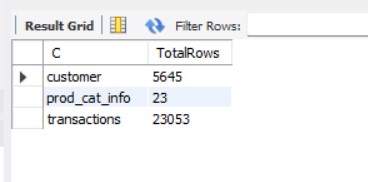 Result Grid Filter Rows:
C TotalRows
customer 5645
prod_cat_info 23
transactions 23053